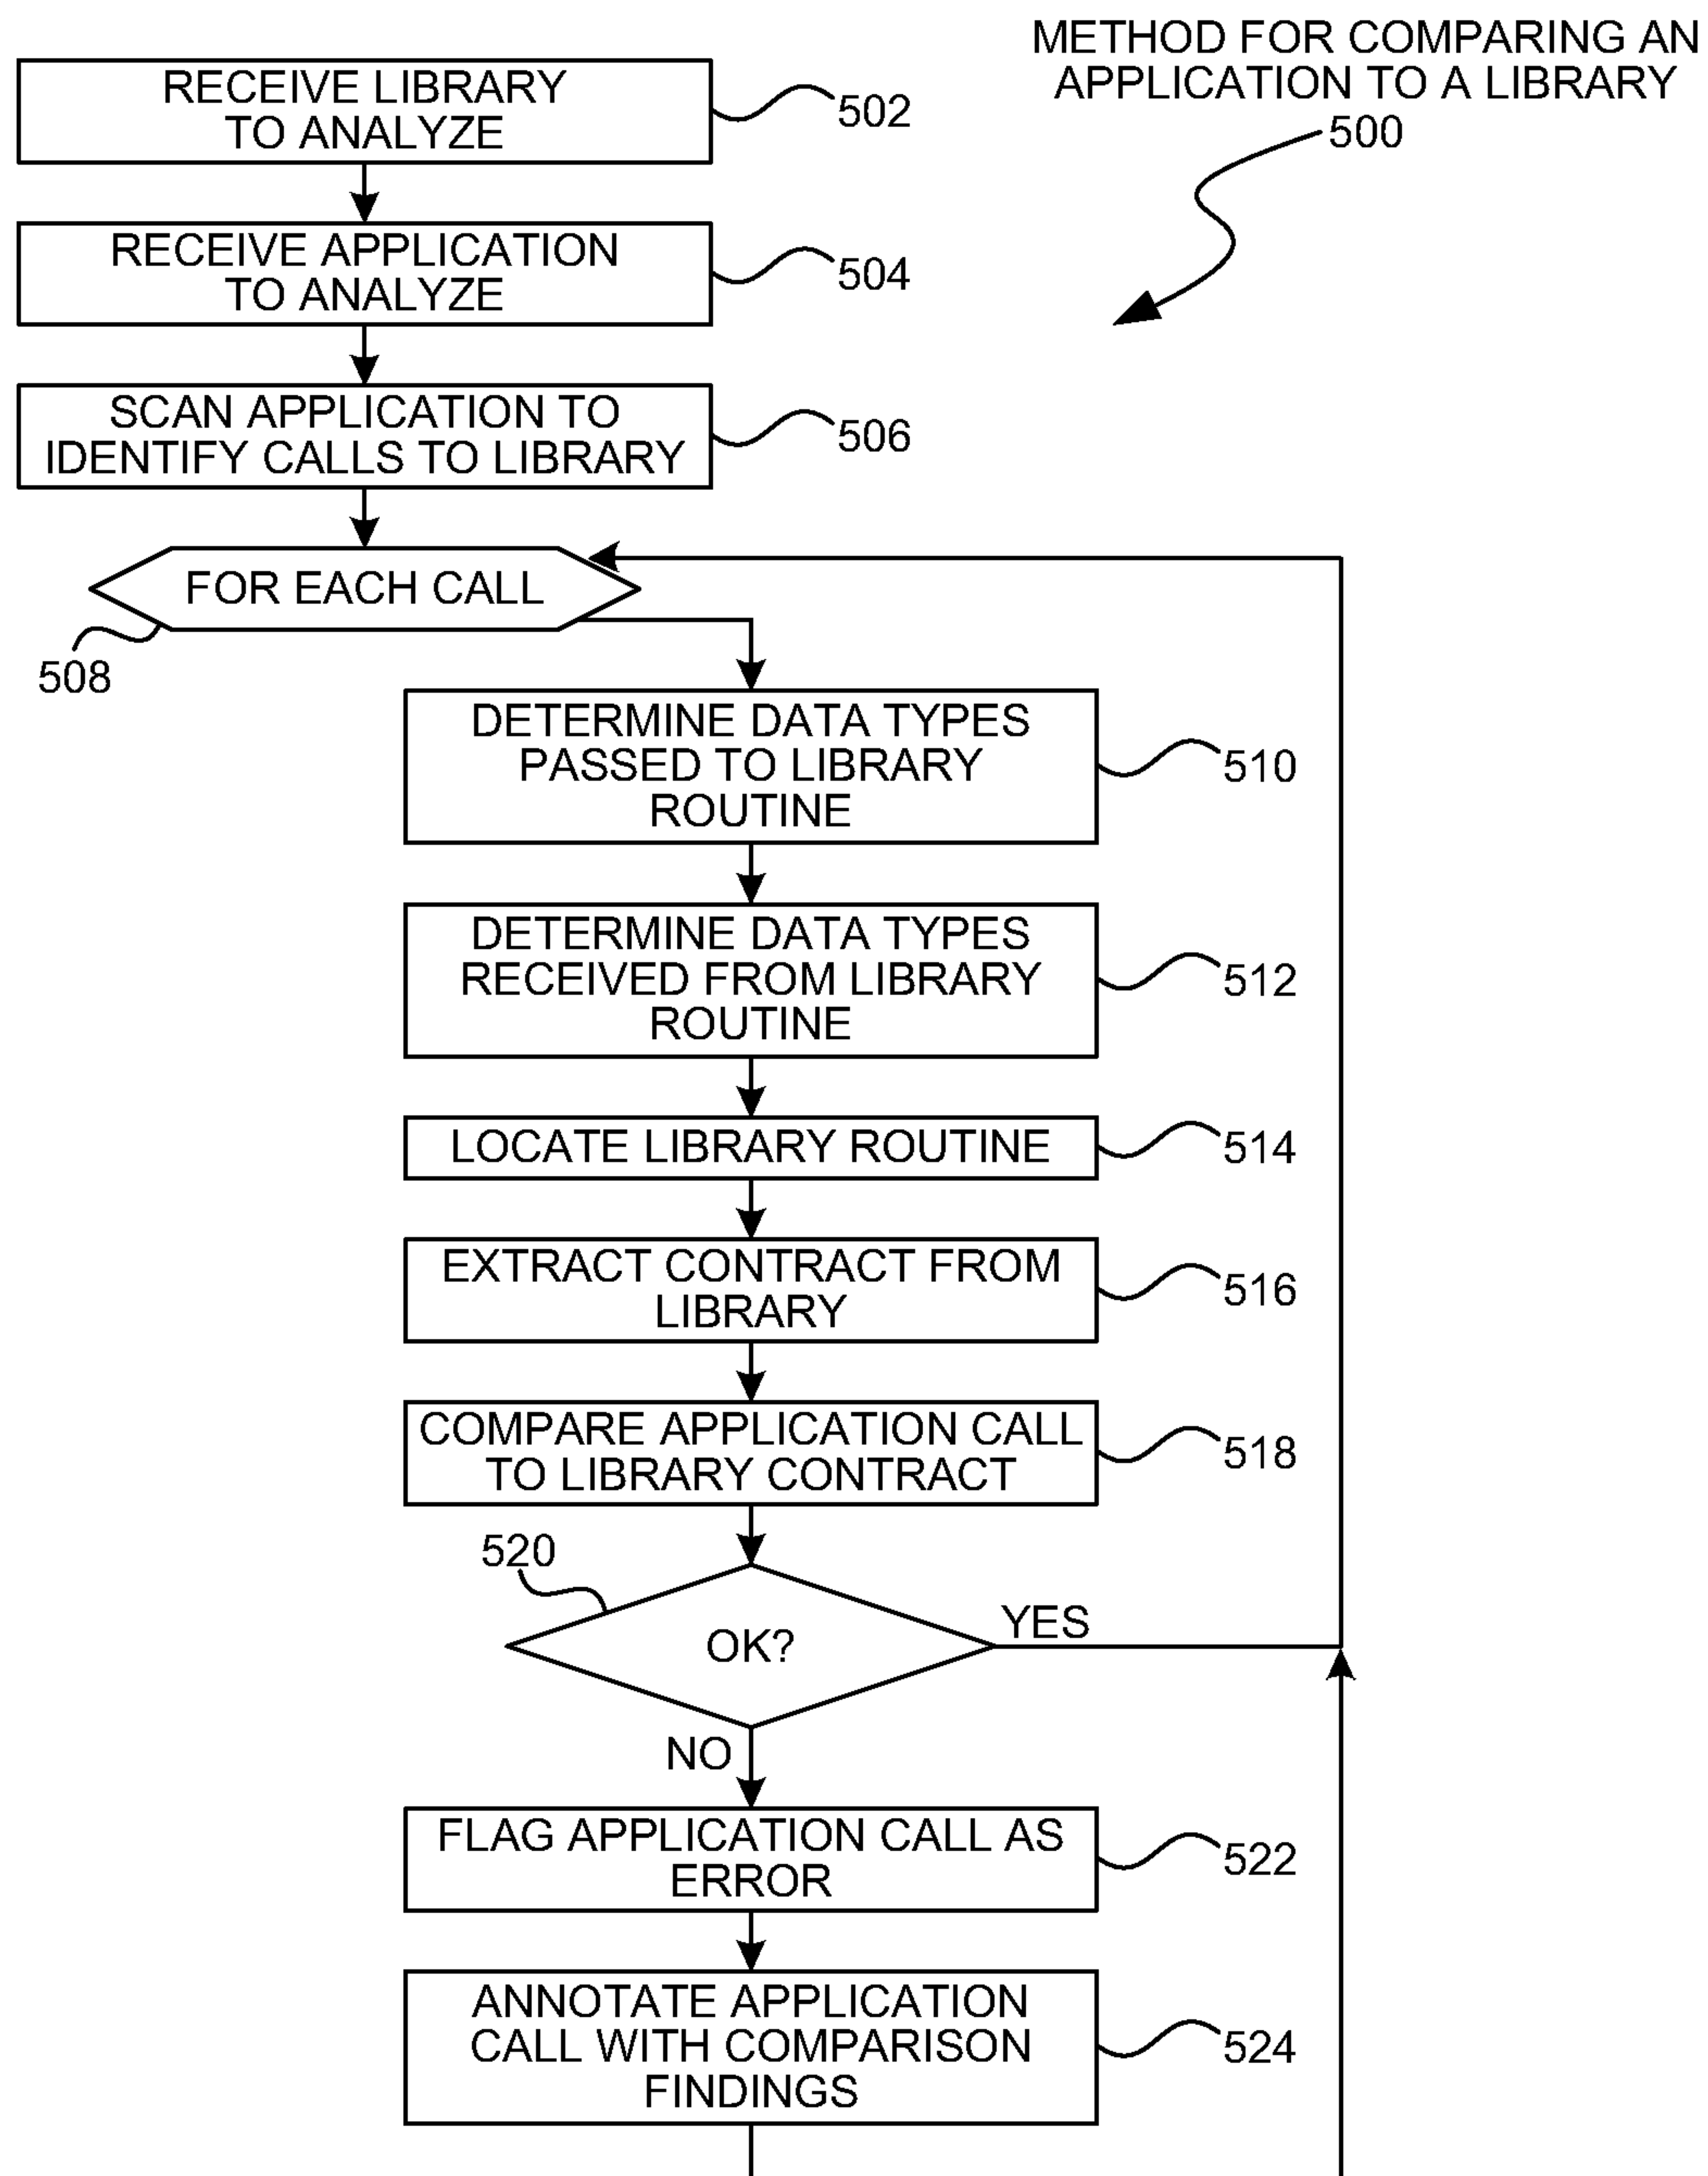 METHOD FOR COMPARING AN
APPLICATION TO A LIBRARY
500
RECEIVE LIBRARY
TO ANALYZE
502
RECEIVE APPLICATION
TO ANALYZE
504
SCAN APPLICATION TO
IDENTIFY CALLS TO LIBRARY
506
FOR EACH CALL
508
DETERMINE DATA TYPES
PASSED TO LIBRARY
ROUTINE
510
DETERMINE DATA TYPES
RECEIVED FROM LIBRARY
ROUTINE
512
LOCATE LIBRARY ROUTINE
514
EXTRACT CONTRACT FROM
LIBRARY
516
COMPARE APPLICATION CALL
TO LIBRARY CONTRACT
518
520
OK?
YES
NO
FLAG APPLICATION CALL AS
ERROR
522
ANNOTATE APPLICATION
CALL WITH COMPARISON
FINDINGS
524